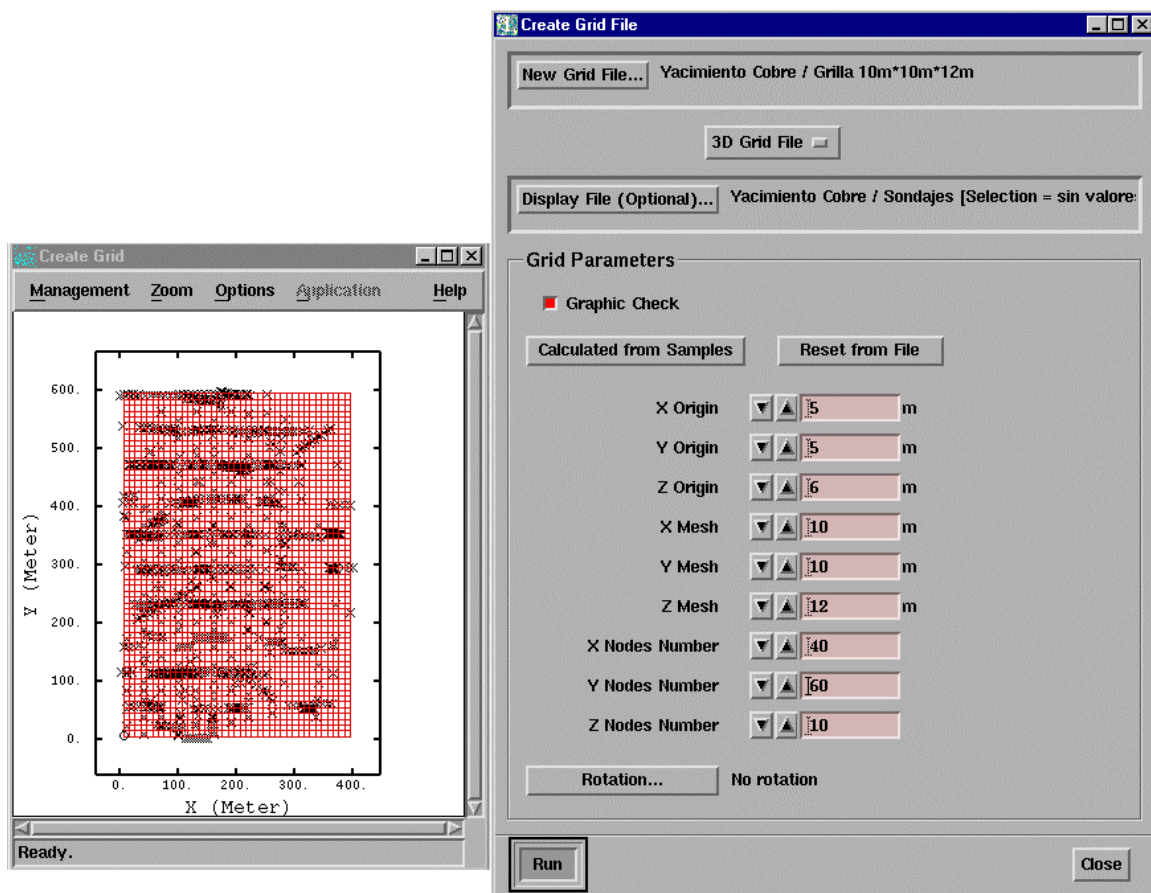 Create Grid File
New Grid File... Yacimiento Cobre / Grilla 10m*10m*12m
3D Grid File
Display File (Optional)... Yacimiento Cobre / Sondajes [Selection = sin valores
Grid Parameters
Graphic Check
Calculated from Samples Reset from File
X Origin 5 m
Y Origin 5 m
Z Origin 6 m
X Mesh 10 m
Y Mesh 10 m
Z Mesh 12 m
X Nodes Number 40
Y Nodes Number 60
Z Nodes Number 10
Rotation... No rotation
Run Close
Create Grid
Management Zoom Options Application Help
600.
500.
400.
300.
200.
100.
0.
Y (Meter)
0. 100. 200. 300. 400.
X (Meter)
Ready.